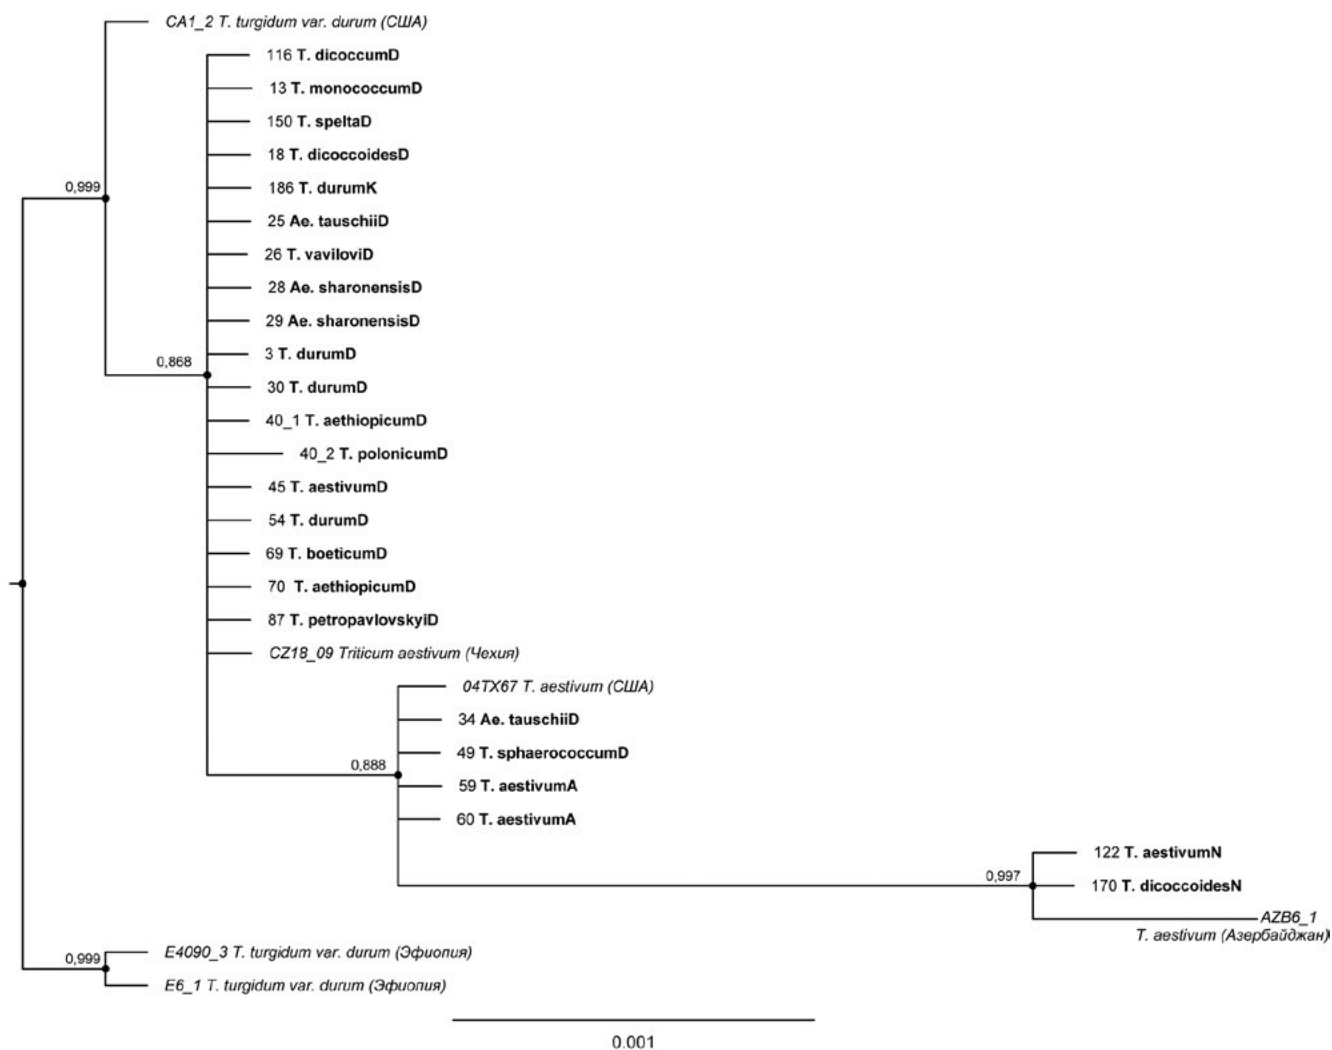 CA1_2 T. turgidum var. durum (США)
116 T. dicoccumD
13 T. monococcumD
150 T. speltaD
18 T. dicoccoidesD
0,999
186 T. durumK
25 Ae. tauschiiD
26 T. vaviloviD
28 Ae. sharonensisD
29 Ae. sharonensisD
3 T. durumD
0,868
30 T. durumD
40_1 T. aethiopicumD
40_2 T. polonicumD
45 T. aestivumD
54 T. durumD
69 T. boeticumD
70 T. aethiopicumD
87 T. petropavlovskyiD
CZ18_09 Triticum aestivum (Чехия)
04TX67 T. aestivum (США)
34 Ae. tauschiiD
49 T. sphaerococcumD
0,888
59 T. aestivumA
60 T. aestivumA
122 T. aestivumN
0,997
170 T. dicoccoidesN
AZB6_1
T. aestivum (Азербайджан)
E4090_3 T. turgidum var. durum (Эфиопия)
0,999
E6_1 T. turgidum var. durum (Эфиопия)
0.001